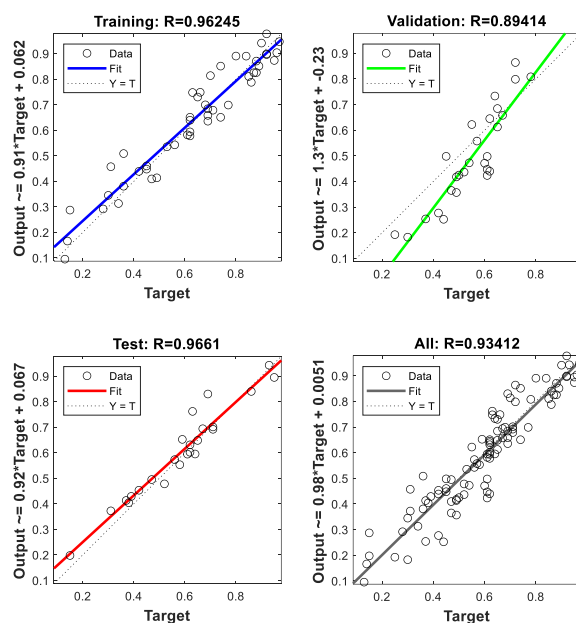 Training: R=0.96245
Output ~= 0.91*Target + 0.062
Data
Fit
Y = T
0.9
0.8
0.7
0.6
0.5
0.4
0.3
0.2
0.1
0.2 0.4 0.6 0.8
Target
Validation: R=0.89414
Output ~= 1.3*Target + -0.23
Data
Fit
Y = T
0.9
0.8
0.7
0.6
0.5
0.4
0.3
0.2
0.1
0.2 0.4 0.6 0.8
Target
Test: R=0.9661
Output ~= 0.92*Target + 0.067
Data
Fit
Y = T
0.9
0.8
0.7
0.6
0.5
0.4
0.3
0.2
0.1
0.2 0.4 0.6 0.8
Target
All: R=0.93412
Output ~= 0.98*Target + 0.0051
Data
Fit
Y = T
0.9
0.8
0.7
0.6
0.5
0.4
0.3
0.2
0.1
0.2 0.4 0.6 0.8
Target